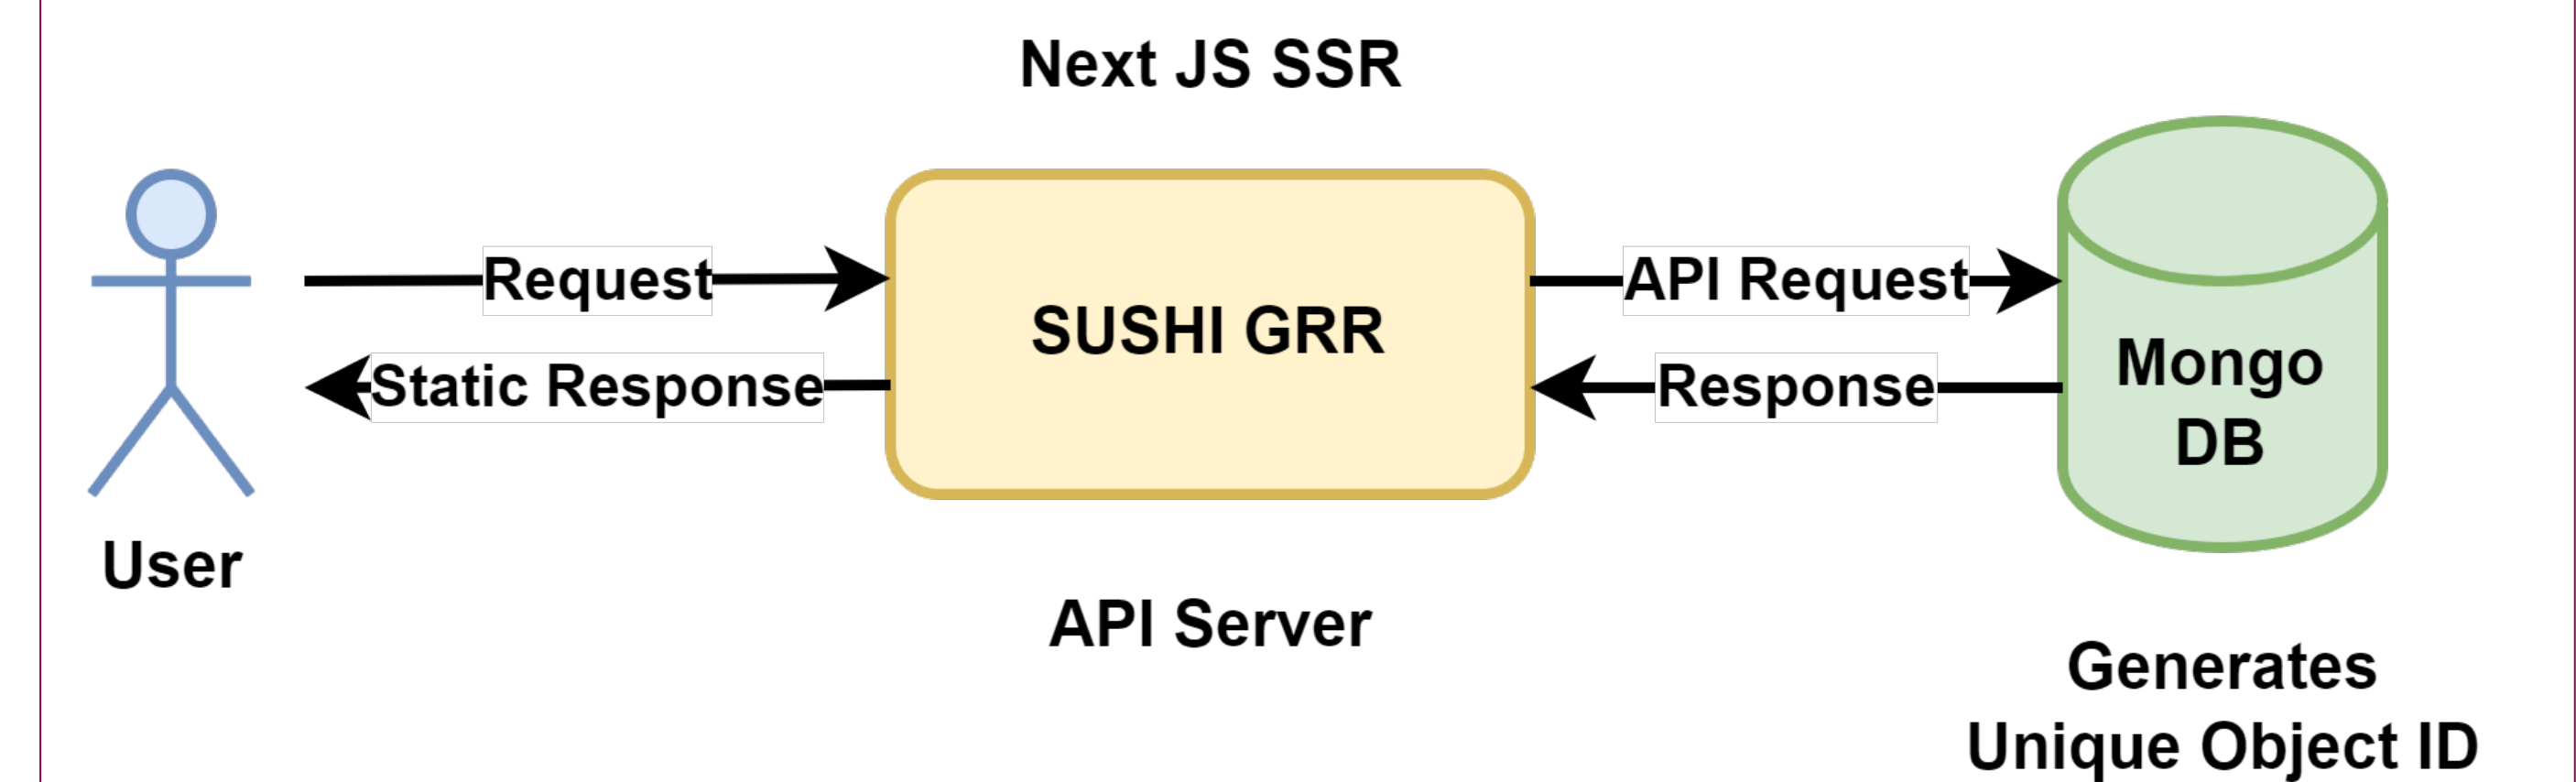 Next JS SSR
Request
API Request
SUSHI GRR
Static Response
Response
Mongo
DB
User
API Server
Generates
Unique Object ID